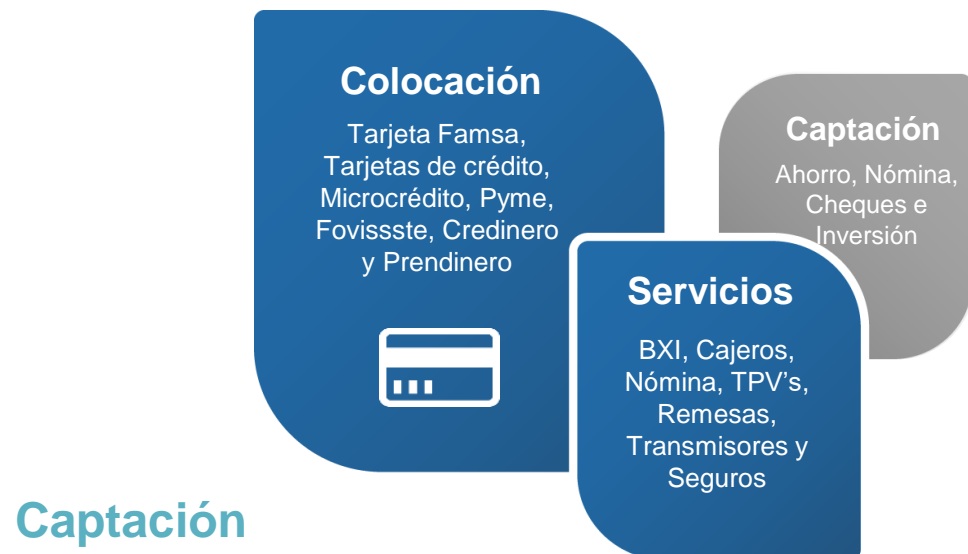 Colocación
Tarjeta Famsa,
Tarjetas de crédito,
Microcrédito, Pyme,
Fovissste, Credinero
y Prendinero
Captación
Ahorro, Nómina,
Cheques e
Inversión
Servicios
BXI, Cajeros,
Nómina, TPV’s,
Remesas,
Transmisores y
Seguros
Captación